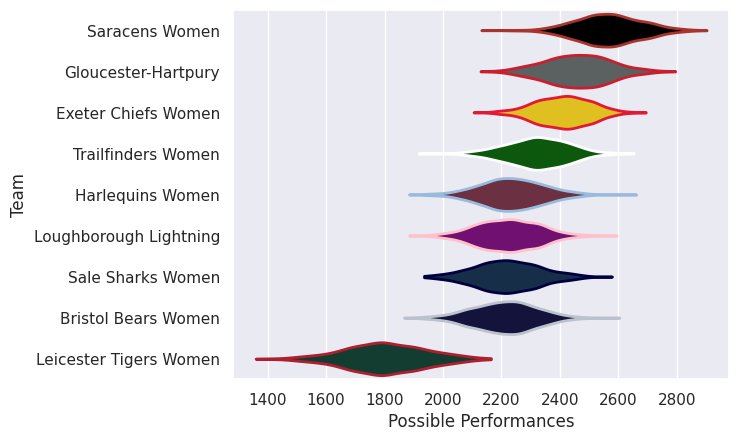 Saracens Women
Gloucester-Hartpury
Exeter Chiefs Women
Trailfinders Women
Harlequins Women
Loughborough Lightning
Sale Sharks Women
Bristol Bears Women
Leicester Tigers Women
Team
1400 1600 1800 2000 2200 2400 2600 2800
Possible Performances